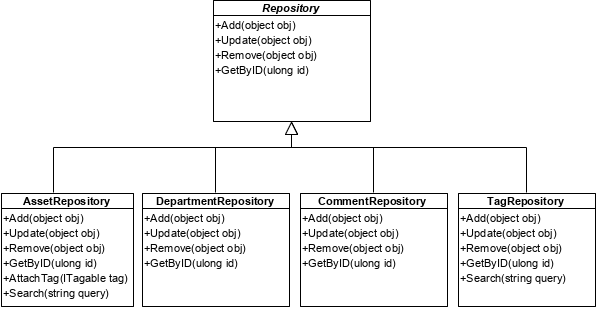 Repository
+Add(object obj)
+Update(object obj)
+Remove(object obj)
+GetByID(ulong id)
AssetRepository
+Add(object obj)
+Update(object obj)
+Remove(object obj)
+GetByID(ulong id)
+AttachTag(ITagable tag)
+Search(string query)
DepartmentRepository
+Add(object obj)
+Update(object obj)
+Remove(object obj)
+GetByID(ulong id)
CommentRepository
+Add(object obj)
+Update(object obj)
+Remove(object obj)
+GetByID(ulong id)
TagRepository
+Add(object obj)
+Update(object obj)
+Remove(object obj)
+GetByID(ulong id)
+Search(string query)